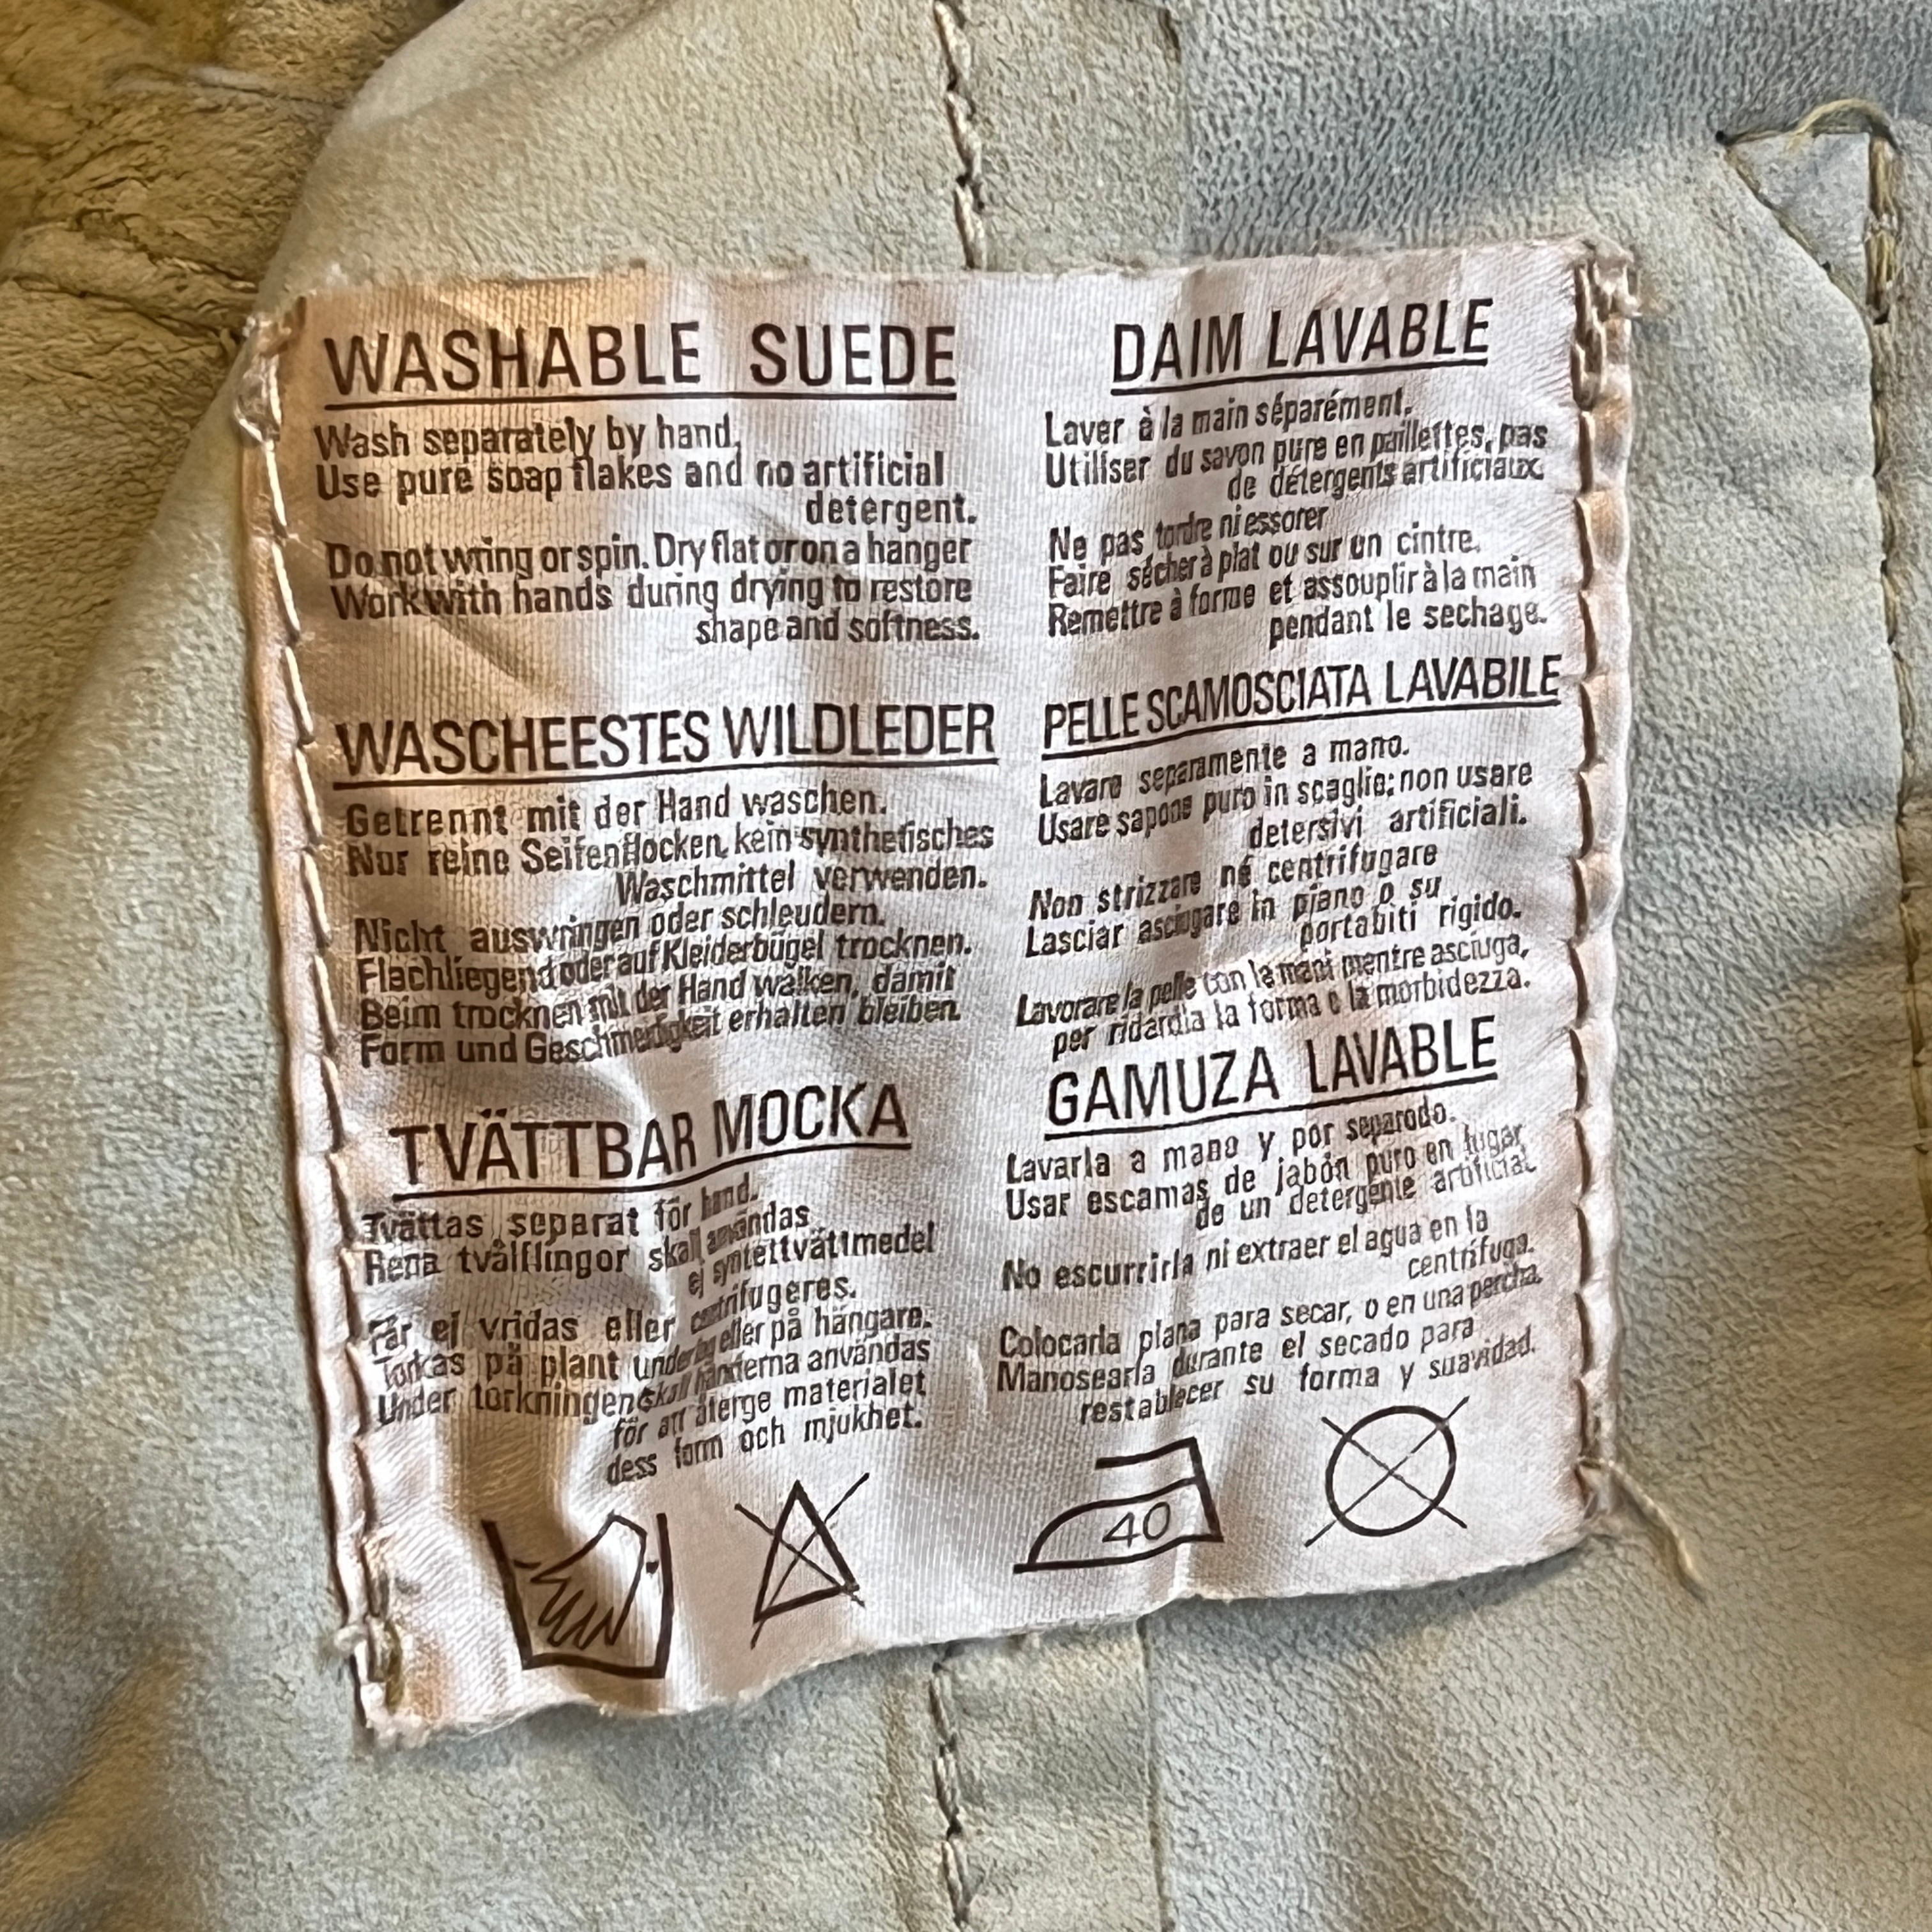 WASHABLE SUEDE
Wash separately by hand.
Use pure soap flakes and no artificial
detergent.
Do not wring or spin. Dry flat or on a hanger
Work with hands during drying to restore
shape and softness.
WASCHEESTES WILDLEDER
Getrennt mit der Hand waschen.
Nur reine Seifenflocken, kein synthetisches
Waschmittel verwenden.
Nicht auswringen oder schleudern.
Flachliegend oder auf Kleiderbügel trocknen.
Beim trocknen mit der Hand walken, damit
Form und Geschmeidigkeit erhalten bleiben.
TVÄTTBAR MOCKA
Tvättas separat för hand.
Rena tvålflingor skall användas
ej syntettvättmedel
Får ej vridas eller centrifugeres.
Torkas på plant eller på hängare.
Under torkningen skall händerna användas
för att återge materialet
dess form och mjukhet.
DAIM LAVABLE
Laver à la main séparément.
Utiliser du savon pure en paillettes, pas
de détergents artificiaux.
Ne pas tordre ni essorer
Faire sécher à plat ou sur un cintre.
Remettre à forme et assouplir à la main
pendant le sechage.
PELLE SCAMOSCIATA LAVABILE
Lavare separamente a mano.
Usare sapone puro in scaglie; non usare
detersivi artificiali.
Non strizzare né centrifugare
Lasciar asciugare in piano o su
portabiti rigido.
Lavorare la pelle con le mani mentre asciuga,
per ridardia la forma e la morbidezza.
GAMUZA LAVABLE
Lavarla a mano y por separodo.
Usar escamas de jabón puro en lugar
de un detergente artificial.
No escurrirla ni extraer el agua en la
centrífuga.
Colocarla plana para secar, o en una percha.
Manosearla durante el secado para
restablecer su forma y suavidad.
40